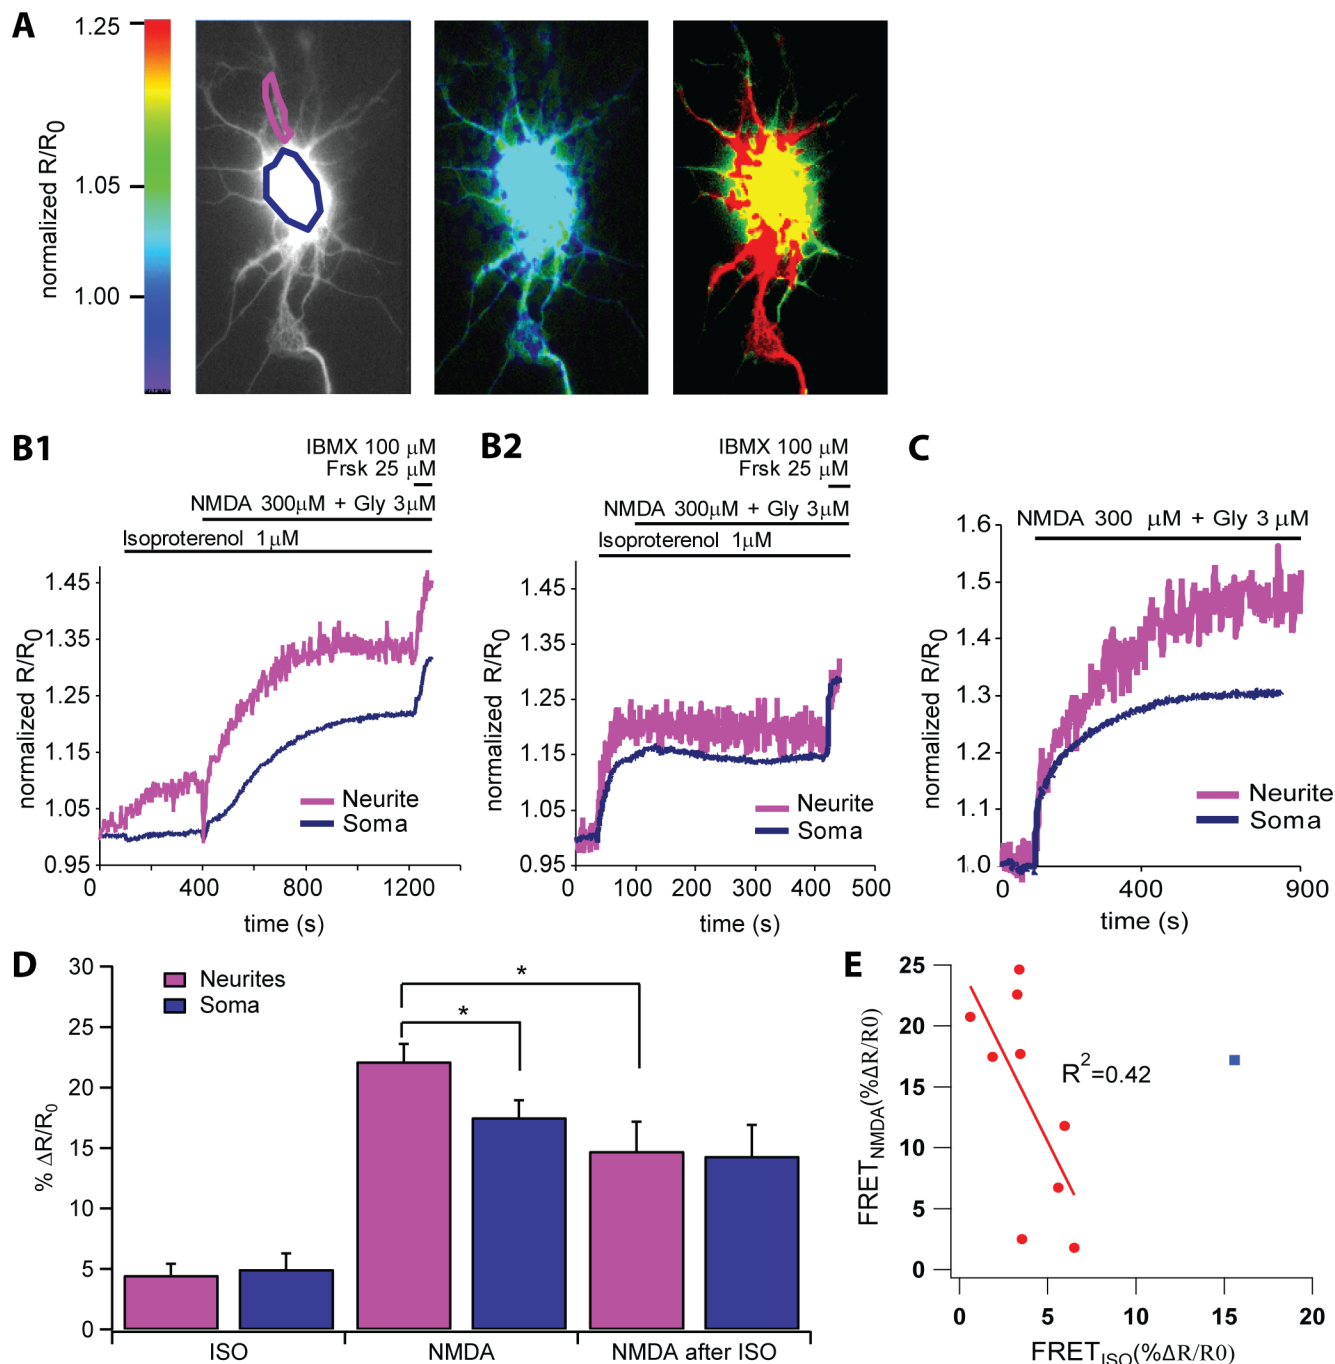 A
1.25
1.05
1.00
normalized R/R0
B1
IBMX 100 μM
Frsk 25 μM
NMDA 300μM + Gly 3μM
Isoproterenol 1μM
1.45
1.35
1.25
1.15
1.05
0.95
normalized R/R0
Neurite
Soma
0 400 800 1200
time (s)
B2
IBMX 100 μM
Frsk 25 μM
NMDA 300μM + Gly 3μM
Isoproterenol 1μM
1.45
1.35
1.25
1.15
1.05
0.95
normalized R/R0
Neurite
Soma
0 100 200 300 400 500
time (s)
C
NMDA 300 μM + Gly 3 μM
1.6
1.5
1.4
1.3
1.2
1.1
1.0
normalized R/R0
Neurite
Soma
0 400 900
time (s)
D
30
25
20
15
10
5
0
% ΔR/R0
Neurites
Soma
*
*
ISO NMDA NMDA after ISO
E
25
20
15
10
5
0
FRETNMDA(%ΔR/R0)
R2=0.42
0 5 10 15 20
FRETISO(%ΔR/R0)